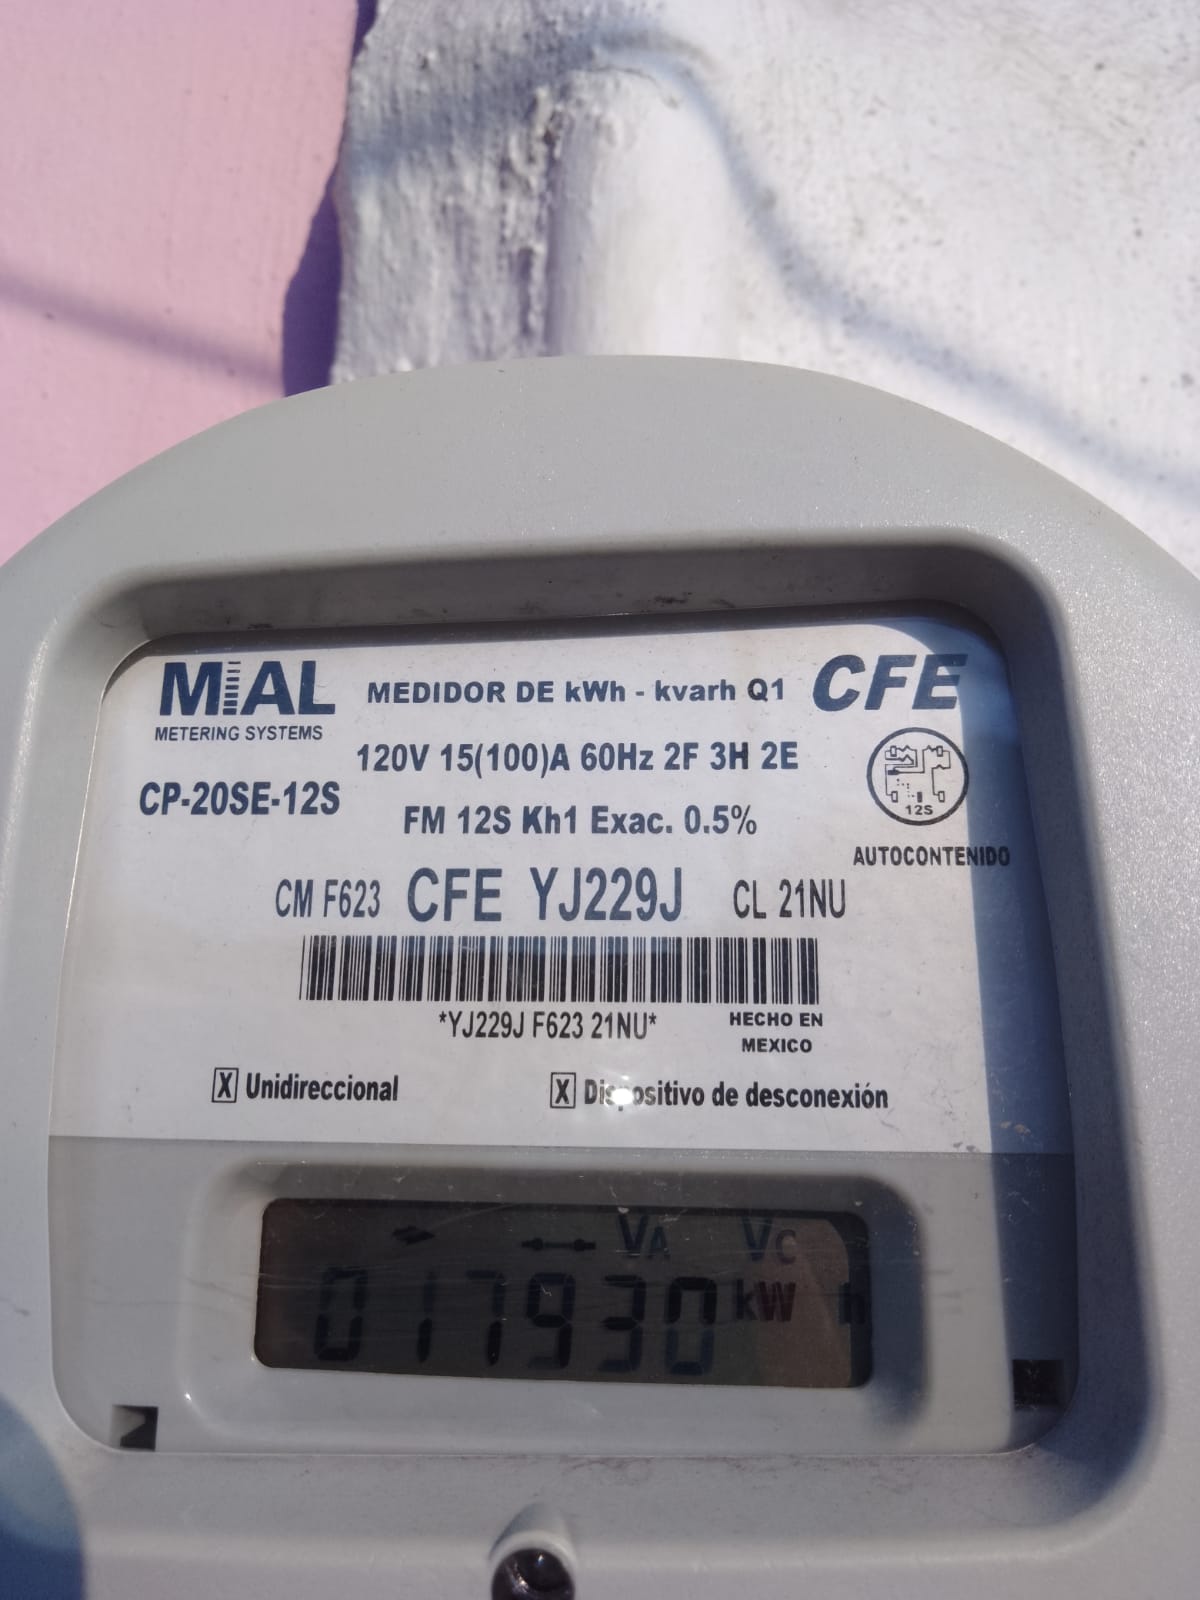 MIAL
METERING SYSTEMS
MEDIDOR DE kWh - kvarh Q1
CFE
120V 15(100)A 60Hz 2F 3H 2E
CP-20SE-12S
12S
FM 12S Kh1 Exac. 0.5%
AUTOCONTENIDO
CM F623 CFE YJ229J CL 21NU
*YJ229J F623 21NU*
HECHO EN
MEXICO
X Unidireccional
X Dispositivo de desconexión
VA VC
017930 kW h